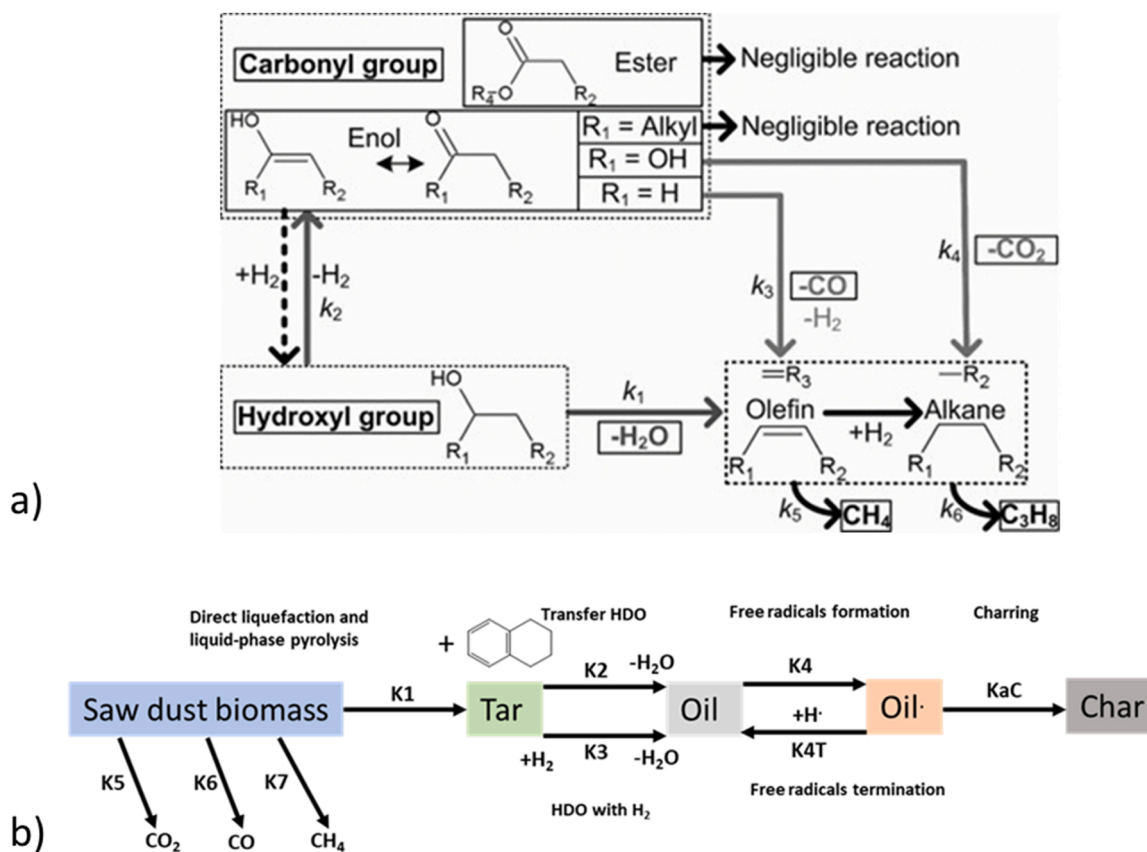 Carbonyl group
O
R4 O R2
Ester
Negligible reaction
HO
R1 R2
Enol
O
R1 R2
R1 = Alkyl
Negligible reaction
R1 = OH
R1 = H
+H2
-H2
k2
k3
-CO
-H2
k4
-CO2
Hydroxyl group
HO
R1 R2
k1
-H2O
=R3
—R2
Olefin
+H2
Alkane
R1 R2
R1 R2
k5
CH4
k6
C3H8
a)
Direct liquefaction and
liquid-phase pyrolysis
+
Transfer HDO
Free radicals formation
Charring
Saw dust biomass
K1
Tar
K2
-H2O
Oil
K4
Oil·
KaC
Char
+H2
K3
-H2O
+H·
K4T
HDO with H2
Free radicals termination
K5
K6
K7
CO2
CO
CH4
b)